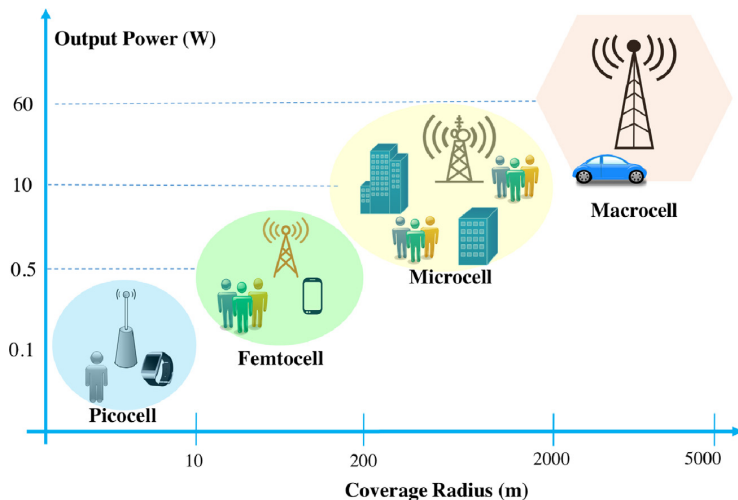 Output Power (W)
60
10
0.5
0.1
Macrocell
Microcell
Femtocell
Picocell
10
200
2000
5000
Coverage Radius (m)